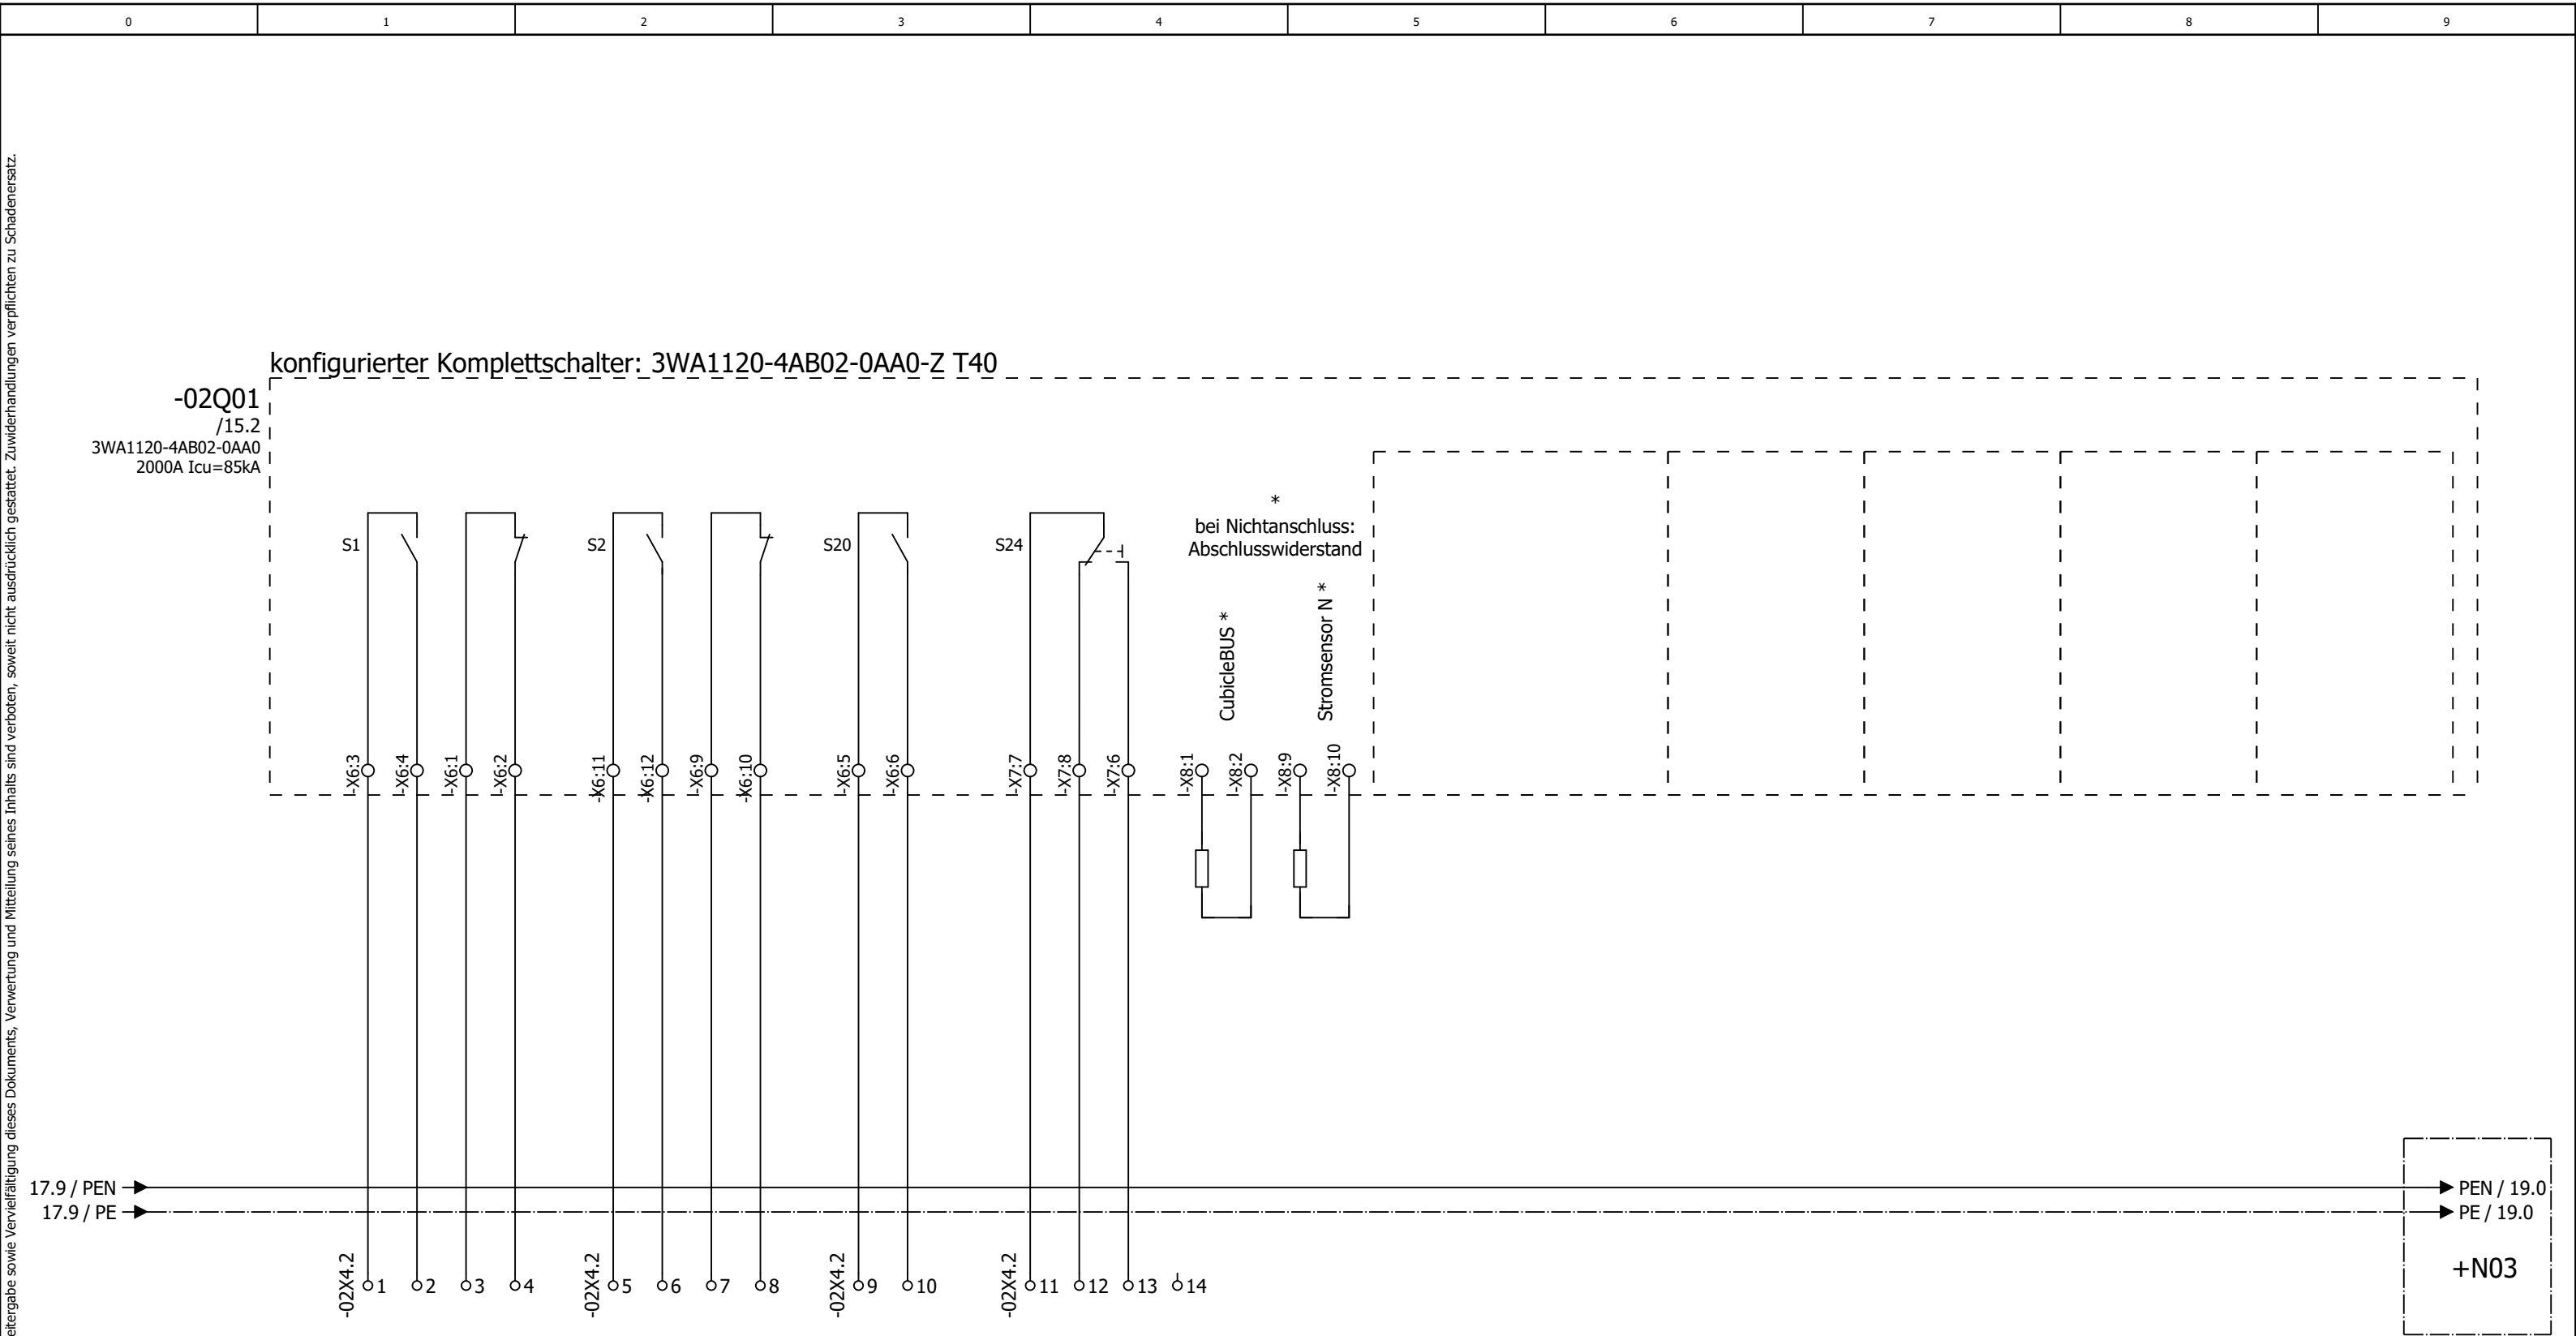 0 1 2 3 4 5 6 7 8 9
eitergabe sowie Vervielfältigung dieses Dokuments, Verwertung und Mitteilung seines Inhalts sind verboten, soweit nicht ausdrücklich gestattet. Zuwiderhandlungen verpflichten zu Schadenersatz.
konfigurierter Komplettschalter: 3WA1120-4AB02-0AA0-Z T40
-02Q01
/15.2
3WA1120-4AB02-0AA0
2000A Icu=85kA
S1
S2
S20
S24
*
bei Nichtanschluss:
Abschlusswiderstand
CubicleBUS *
Stromsensor N *
-X6:3
-X6:4
-X6:1
-X6:2
-X6:11
-X6:12
-X6:9
-X6:10
-X6:5
-X6:6
-X7:7
-X7:8
-X7:6
-X8:1
-X8:2
-X8:9
-X8:10
17.9 / PEN
PEN / 19.0
17.9 / PE
PE / 19.0
+N03
-02X4.2
1 2 3 4
-02X4.2
5 6 7 8
-02X4.2
9 10
-02X4.2
11 12 13 14